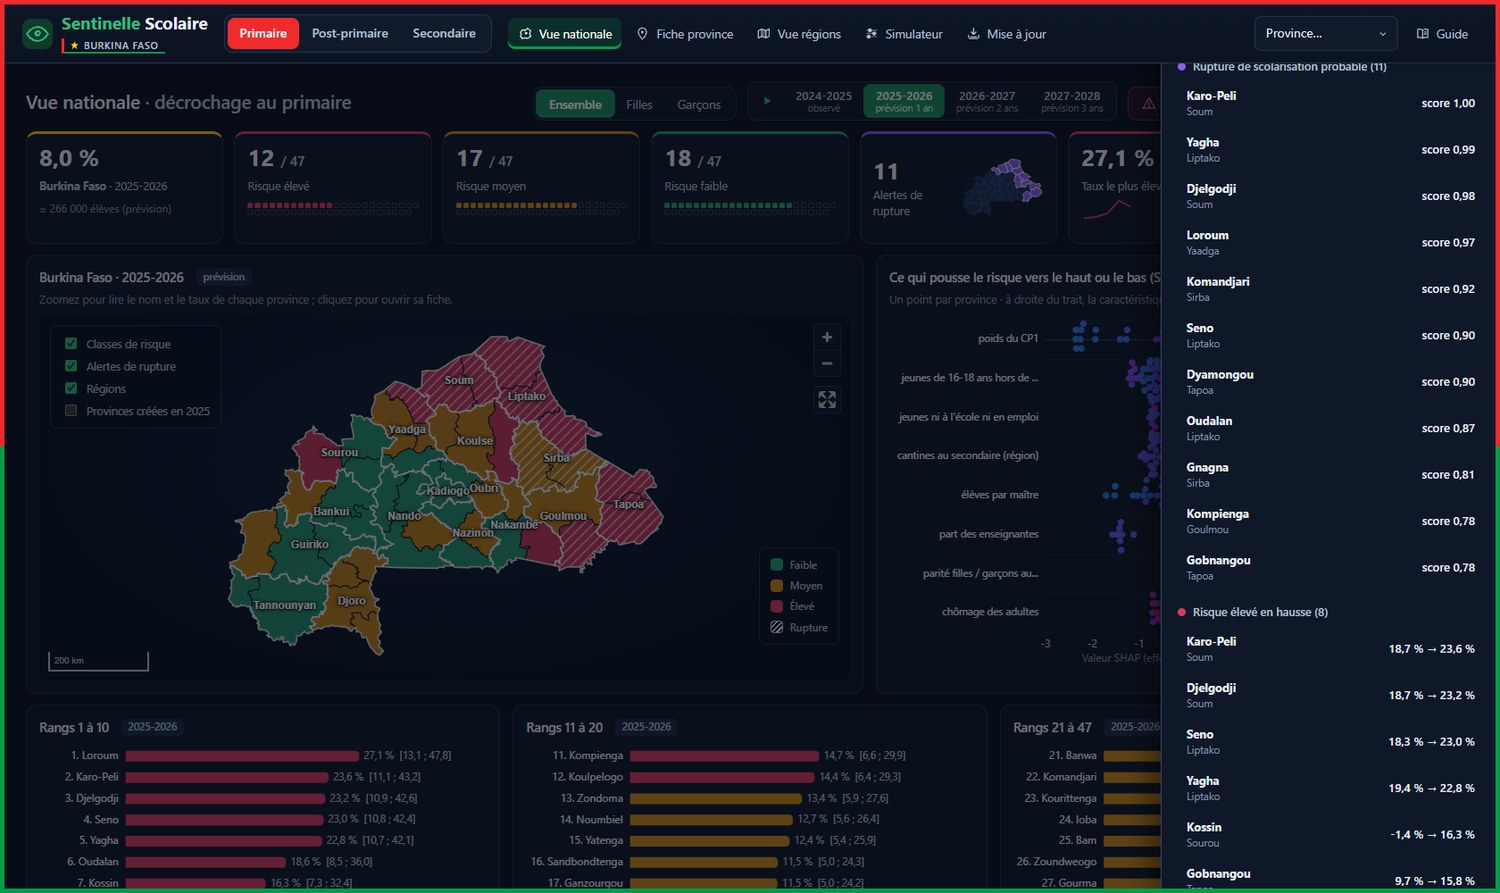 Sentinelle Scolaire
★ BURKINA FASO
Primaire
Post-primaire
Secondaire
Vue nationale
Fiche province
Vue régions
Simulateur
Mise à jour
Province...
Guide
Vue nationale · décrochage au primaire
Ensemble
Filles
Garçons
2024-2025
observé
2025-2026
prévision 1 an
2026-2027
prévision 2 ans
2027-2028
prévision 3 ans
8,0 %
Burkina Faso · 2025-2026
≈ 266 000 élèves (prévision)
12 / 47
Risque élevé
17 / 47
Risque moyen
18 / 47
Risque faible
11
Alertes de
rupture
27,1 %
Taux le plus élev
Burkina Faso · 2025-2026
prévision
Zoomez pour lire le nom et le taux de chaque province ; cliquez pour ouvrir sa fiche.
Classes de risque
Alertes de rupture
Régions
Provinces créées en 2025
+
−
Soum
Liptako
Yaadga
Koulse
Sourou
Sirba
Kadiogo
Oubri
Tapoa
Bankui
Nando
Goulmou
Nakambé
Nazinon
Guiriko
Tannounyan
Djoro
Faible
Moyen
Élevé
Rupture
200 km
Ce qui pousse le risque vers le haut ou le bas (S
Un point par province · à droite du trait, la caractéristiq
poids du CP1
jeunes de 16-18 ans hors de ...
jeunes ni à l'école ni en emploi
cantines au secondaire (région)
élèves par maître
part des enseignantes
parité filles / garçons au...
chômage des adultes
-3
-2
-1
Valeur SHAP (eff
Rangs 1 à 10
2025-2026
1. Loroum 27,1 % [13,1 ; 47,8]
2. Karo-Peli 23,6 % [11,1 ; 43,2]
3. Djelgodji 23,2 % [10,9 ; 42,6]
4. Seno 23,0 % [10,8 ; 42,4]
5. Yagha 22,8 % [10,7 ; 42,1]
6. Oudalan 18,6 % [8,5 ; 36,0]
7. Kossin 16,3 % [7,3 ; 32,4]
Rangs 11 à 20
2025-2026
11. Kompienga 14,7 % [6,6 ; 29,9]
12. Koulpelogo 14,4 % [6,4 ; 29,3]
13. Zondoma 13,4 % [5,9 ; 27,6]
14. Noumbiel 12,7 % [5,6 ; 26,4]
15. Yatenga 12,4 % [5,4 ; 25,9]
16. Sandbondtenga 11,5 % [5,0 ; 24,3]
17. Ganzourgou 11,5 % [5,0 ; 24,2]
Rangs 21 à 47
2025-2026
21. Banwa
22. Komandjari
23. Kourittenga
24. Ioba
25. Bam
26. Zoundweogo
27. Gourma
Rupture de scolarisation probable (11)
Karo-Peli score 1,00
Soum
Yagha score 0,99
Liptako
Djelgodji score 0,98
Soum
Loroum score 0,97
Yaadga
Komandjari score 0,92
Sirba
Seno score 0,90
Liptako
Dyamongou score 0,90
Tapoa
Oudalan score 0,87
Liptako
Gnagna score 0,81
Sirba
Kompienga score 0,78
Goulmou
Gobnangou score 0,78
Tapoa
Risque élevé en hausse (8)
Karo-Peli 18,7 % → 23,6 %
Soum
Djelgodji 18,7 % → 23,2 %
Soum
Seno 18,3 % → 23,0 %
Liptako
Yagha 19,4 % → 22,8 %
Liptako
Kossin -1,4 % → 16,3 %
Sourou
Gobnangou 9,7 % → 15,8 %